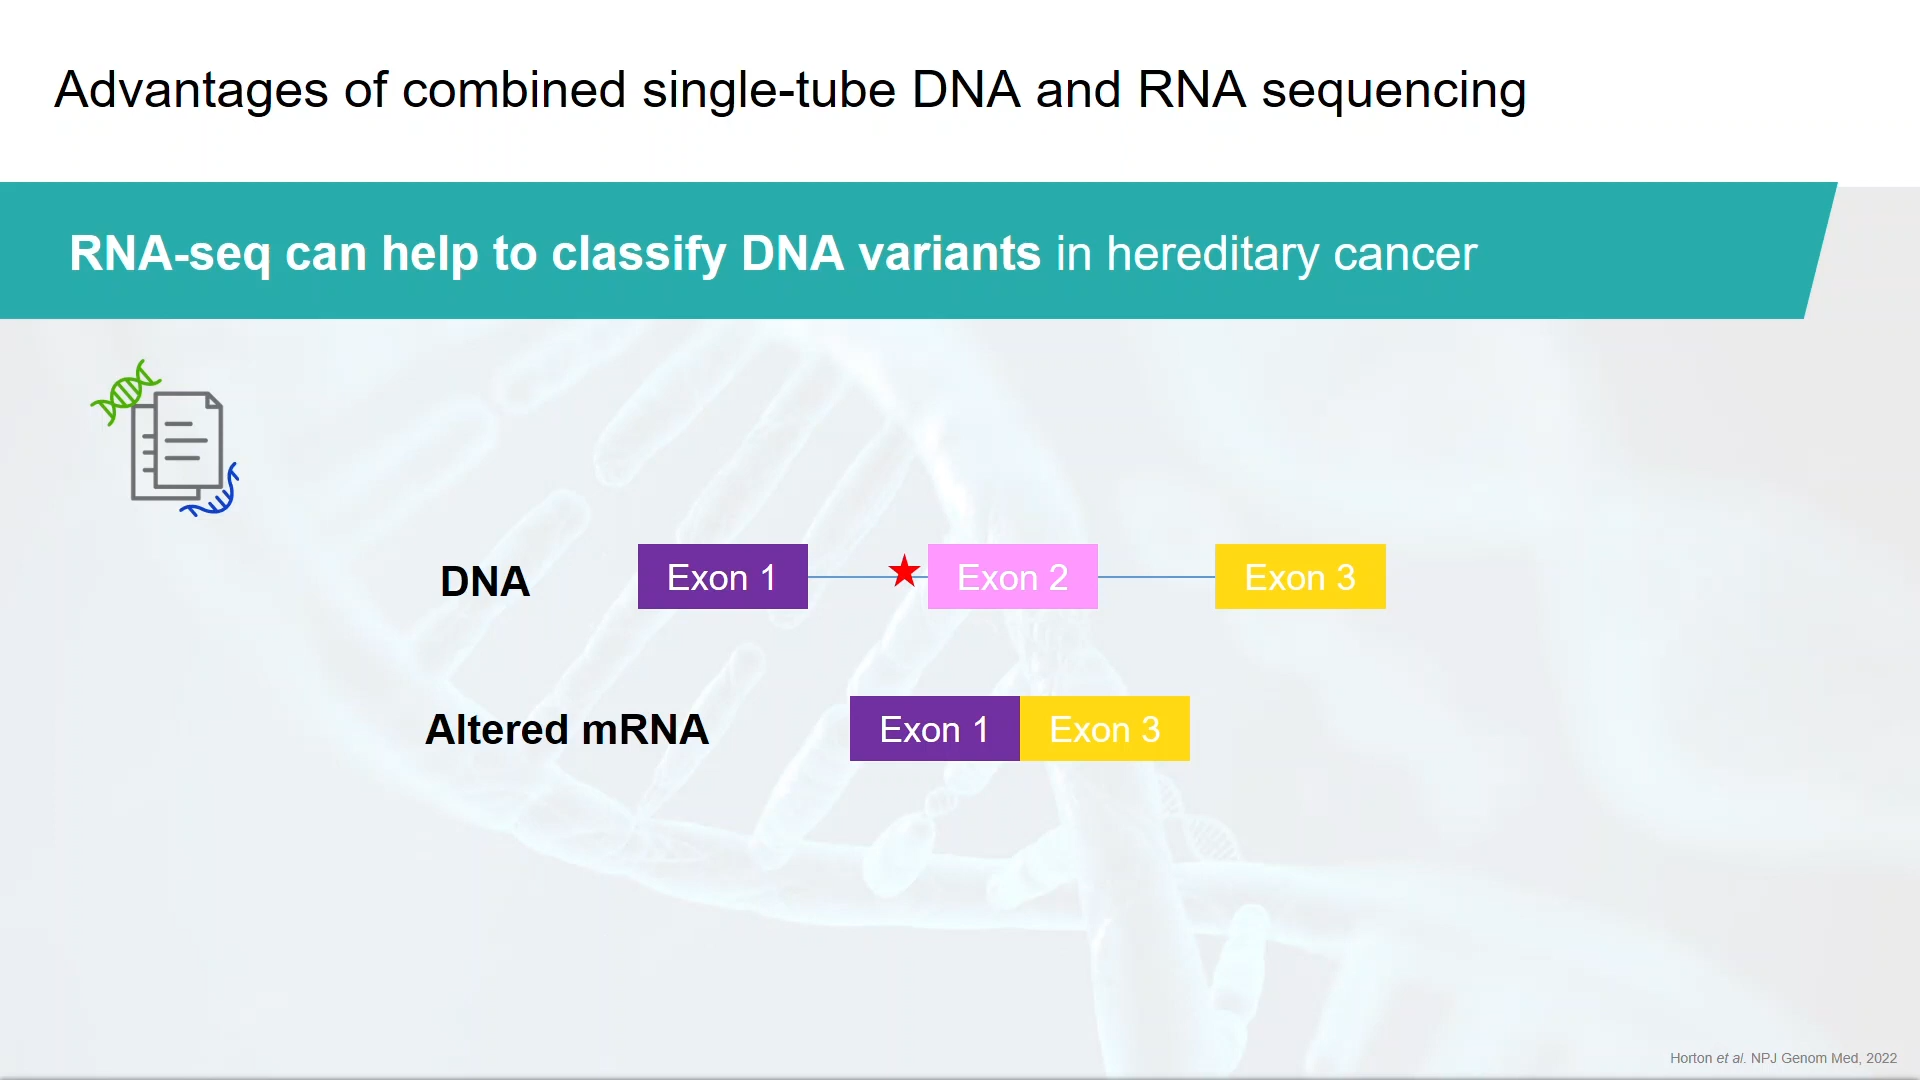 Advantages of combined single-tube DNA and RNA sequencing
RNA-seq can help to classify DNA variants in hereditary cancer
DNA
Exon 1
Exon 2
Exon 3
Altered mRNA
Exon 1
Exon 3
Horton et al. NPJ Genom Med, 2022